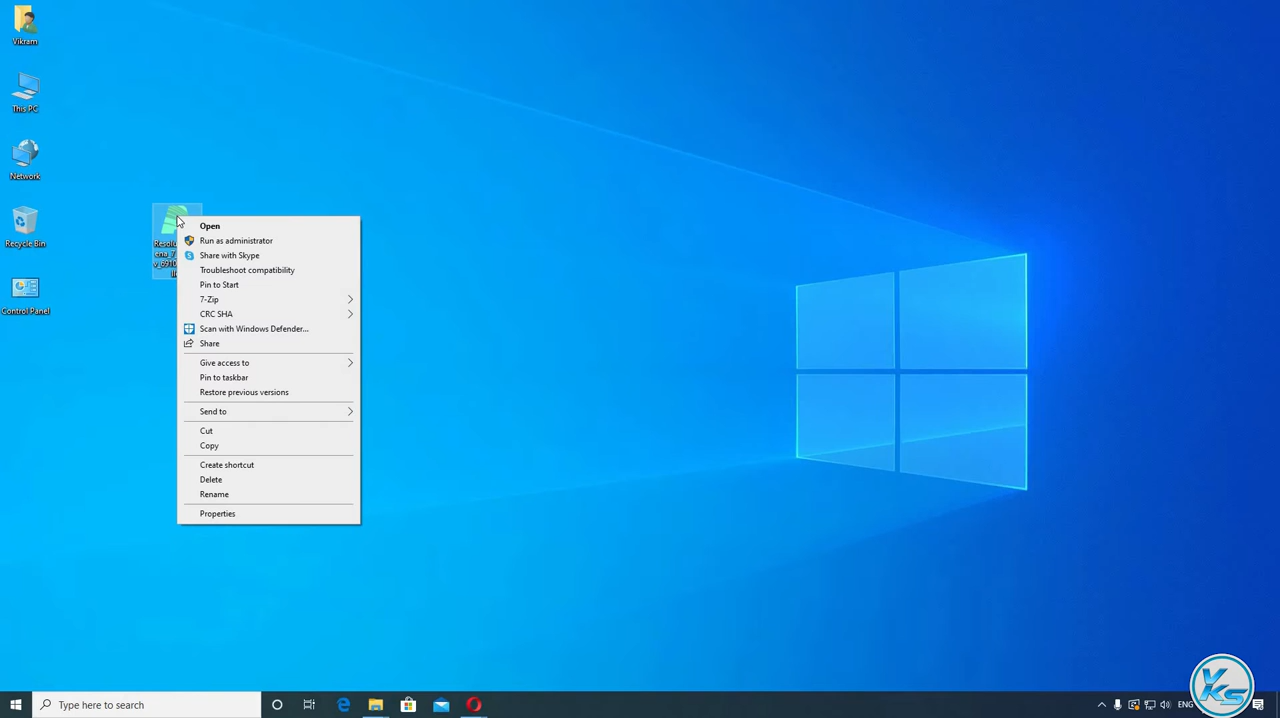 Vikram
This PC
Network
Recycle Bin
Control Panel
Open
Run as administrator
Share with Skype
Troubleshoot compatibility
Pin to Start
7-Zip
CRC SHA
Scan with Windows Defender...
Share
Give access to
Pin to taskbar
Restore previous versions
Send to
Cut
Copy
Create shortcut
Delete
Rename
Properties
Type here to search
ENG
YKS